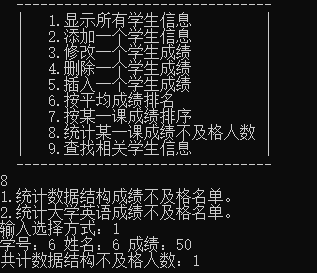 1.显示所有学生信息
2.添加一个学生信息
3.修改一个学生成绩
4.删除一个学生成绩
5.插入一个学生成绩
6.按平均成绩排名
7.按某一课成绩排序
8.统计某一课成绩不及格人数
9.查找相关学生信息
8
1.统计数据结构成绩不及格名单。
2.统计大学英语成绩不及格名单。
输入选择方式：1
学号：6 姓名：6 成绩：50
共计数据结构不及格人数：1